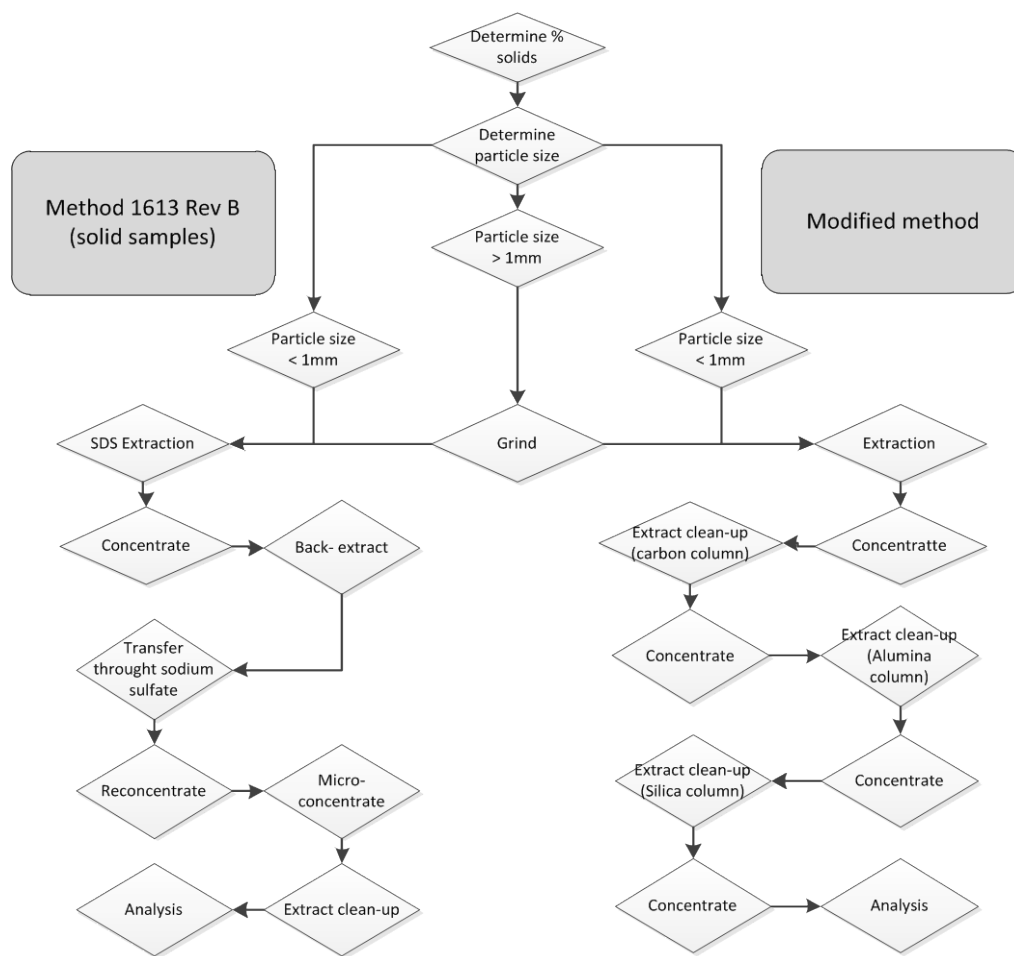 Determine %
solids
Determine
particle size
Method 1613 Rev B
(solid samples)
Modified method
Particle size
> 1mm
Particle size
< 1mm
Particle size
< 1mm
SDS Extraction
Grind
Extraction
Concentrate
Back- extract
Extract clean-up
(carbon column)
Concentratte
Transfer
throught sodium
sulfate
Concentrate
Extract clean-up
(Alumina
column)
Reconcentrate
Micro-
concentrate
Extract clean-up
(Silica column)
Concentrate
Analysis
Extract clean-up
Concentrate
Analysis